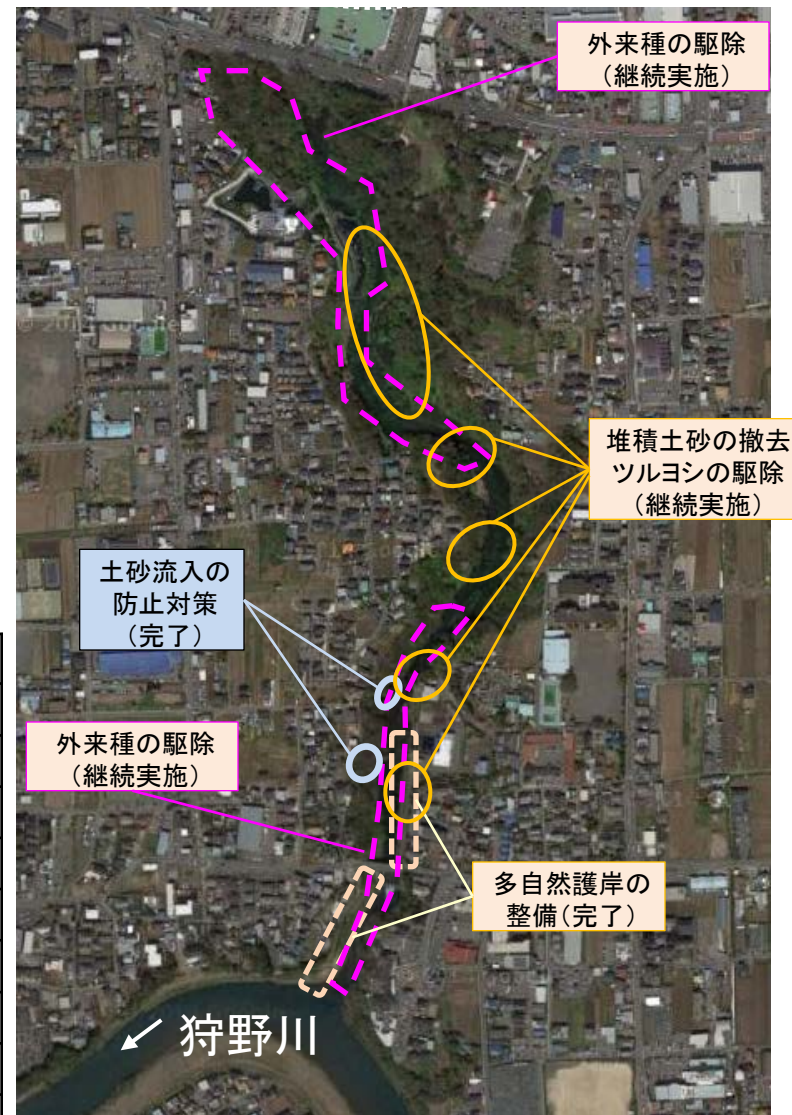 外来種の駆除
(継続実施)
堆積土砂の撤去
ツルヨシの駆除
(継続実施)
土砂流入の
防止対策
(完了)
外来種の駆除
(継続実施)
多自然護岸の
整備(完了)
狩野川